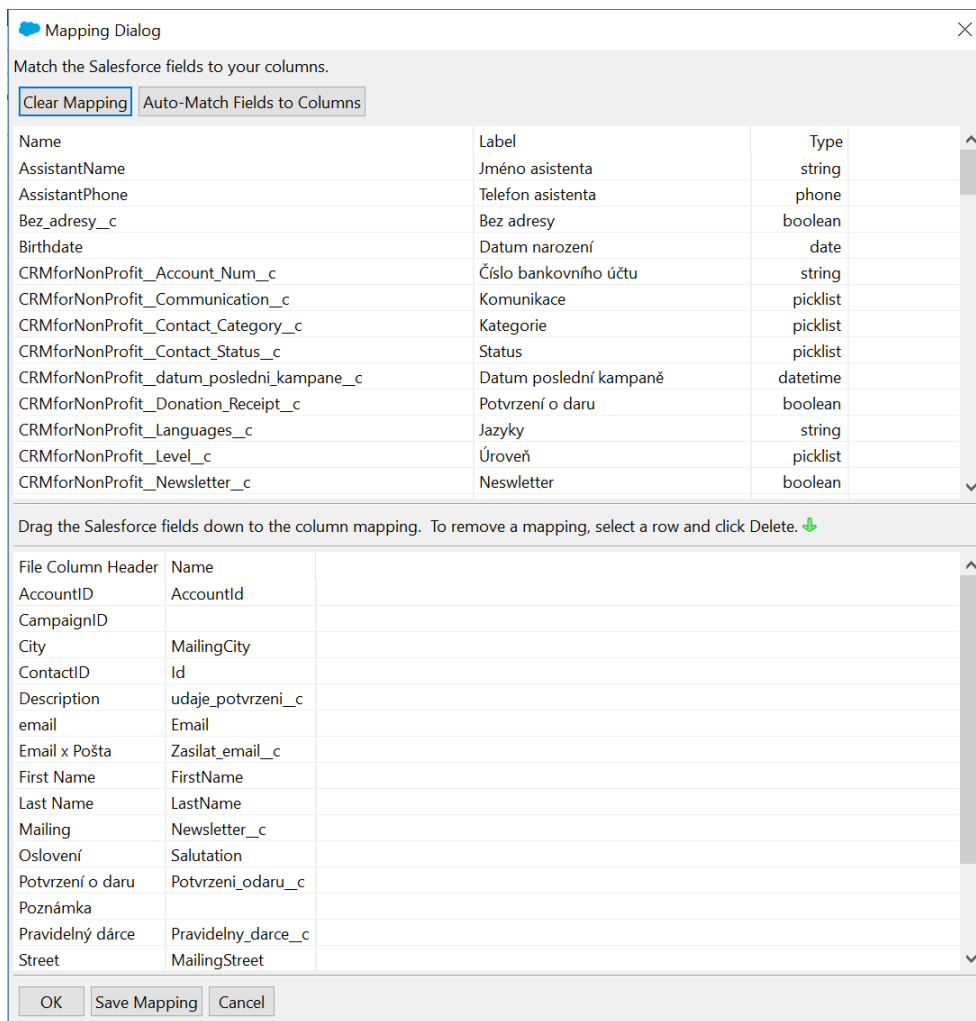 Mapping Dialog
Match the Salesforce fields to your columns.
Clear Mapping Auto-Match Fields to Columns
Name Label Type
AssistantName Jméno asistenta string
AssistantPhone Telefon asistenta phone
Bez_adresy__c Bez adresy boolean
Birthdate Datum narození date
CRMforNonProfit__Account_Num__c Číslo bankovního účtu string
CRMforNonProfit__Communication__c Komunikace picklist
CRMforNonProfit__Contact_Category__c Kategorie picklist
CRMforNonProfit__Contact_Status__c Status picklist
CRMforNonProfit__datum_posledni_kampane__c Datum poslední kampaně datetime
CRMforNonProfit__Donation_Receipt__c Potvrzení o daru boolean
CRMforNonProfit__Languages__c Jazyky string
CRMforNonProfit__Level__c Úroveň picklist
CRMforNonProfit__Newsletter__c Neswletter boolean
Drag the Salesforce fields down to the column mapping. To remove a mapping, select a row and click Delete.
File Column Header Name
AccountID AccountId
CampaignID
City MailingCity
ContactID Id
Description udaje_potvrzeni__c
email Email
Email x Pošta Zasilat_email__c
First Name FirstName
Last Name LastName
Mailing Newsletter__c
Oslovení Salutation
Potvrzení o daru Potvrzeni_odaru__c
Poznámka
Pravidelný dárce Pravidelny_darce__c
Street MailingStreet
OK Save Mapping Cancel